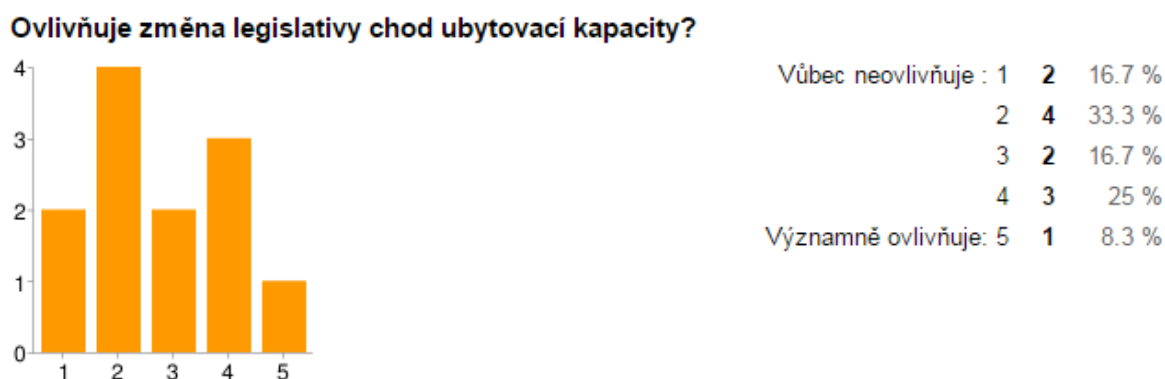 Ovlivňuje změna legislativy chod ubytovací kapacity?
4
3
2
1
0
1 2 3 4 5
Vůbec neovlivňuje : 1 2 16.7 %
2 4 33.3 %
3 2 16.7 %
4 3 25 %
Významně ovlivňuje: 5 1 8.3 %